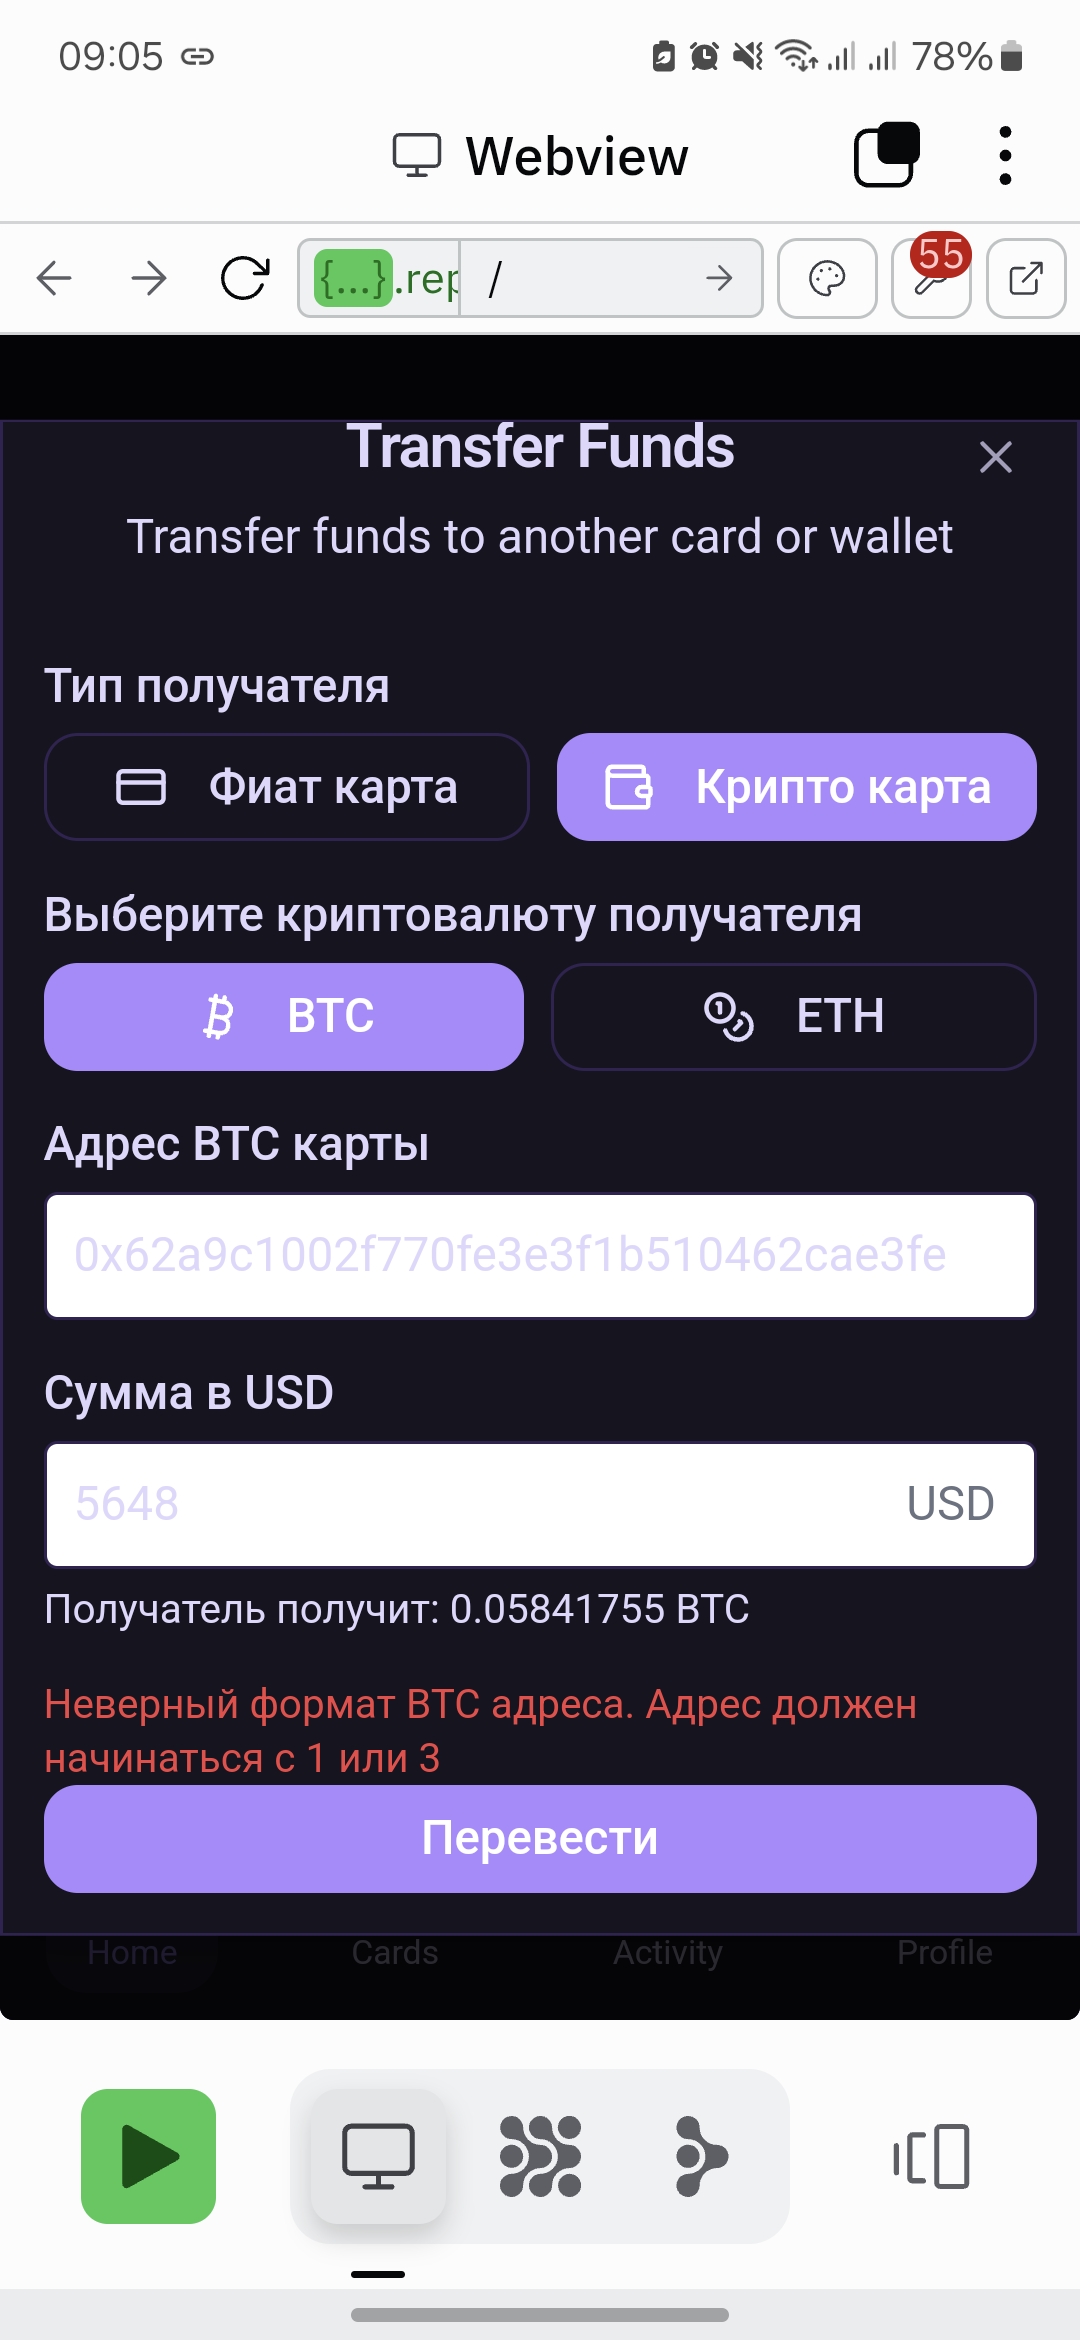 09:05 78%
Webview
{...}.rep / 55
Transfer Funds
Transfer funds to another card or wallet
Тип получателя
Фиат карта Крипто карта
Выберите криптовалюту получателя
BTC ETH
Адрес BTC карты
0x62a9c1002f770fe3e3f1b510462cae3fe
Сумма в USD
5648 USD
Получатель получит: 0.05841755 BTC
Неверный формат BTC адреса. Адрес должен
начинаться с 1 или 3
Перевести
Home Cards Activity Profile